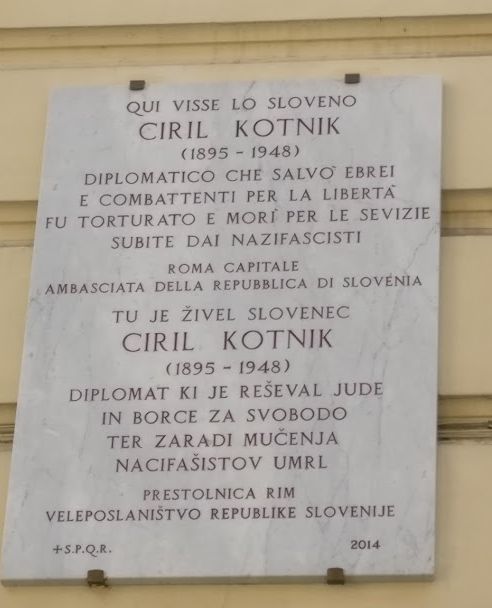 QUI VISSE LO SLOVENO
CIRIL KOTNIK
(1895 - 1948)
DIPLOMATICO CHE SALVÒ EBREI
E COMBATTENTI PER LA LIBERTÀ
FU TORTURATO E MORÌ PER LE SEVIZIE
SUBITE DAI NAZIFASCISTI
ROMA CAPITALE
AMBASCIATA DELLA REPUBBLICA DI SLOVENIA
TU JE ŽIVEL SLOVENEC
CIRIL KOTNIK
(1895 - 1948)
DIPLOMAT KI JE REŠEVAL JUDE
IN BORCE ZA SVOBODO
TER ZARADI MUČENJA
NACIFAŠISTOV UMRL
PRESTOLNICA RIM
VELEPOSLANIŠTVO REPUBLIKE SLOVENIJE
+S.P.Q.R. 2014